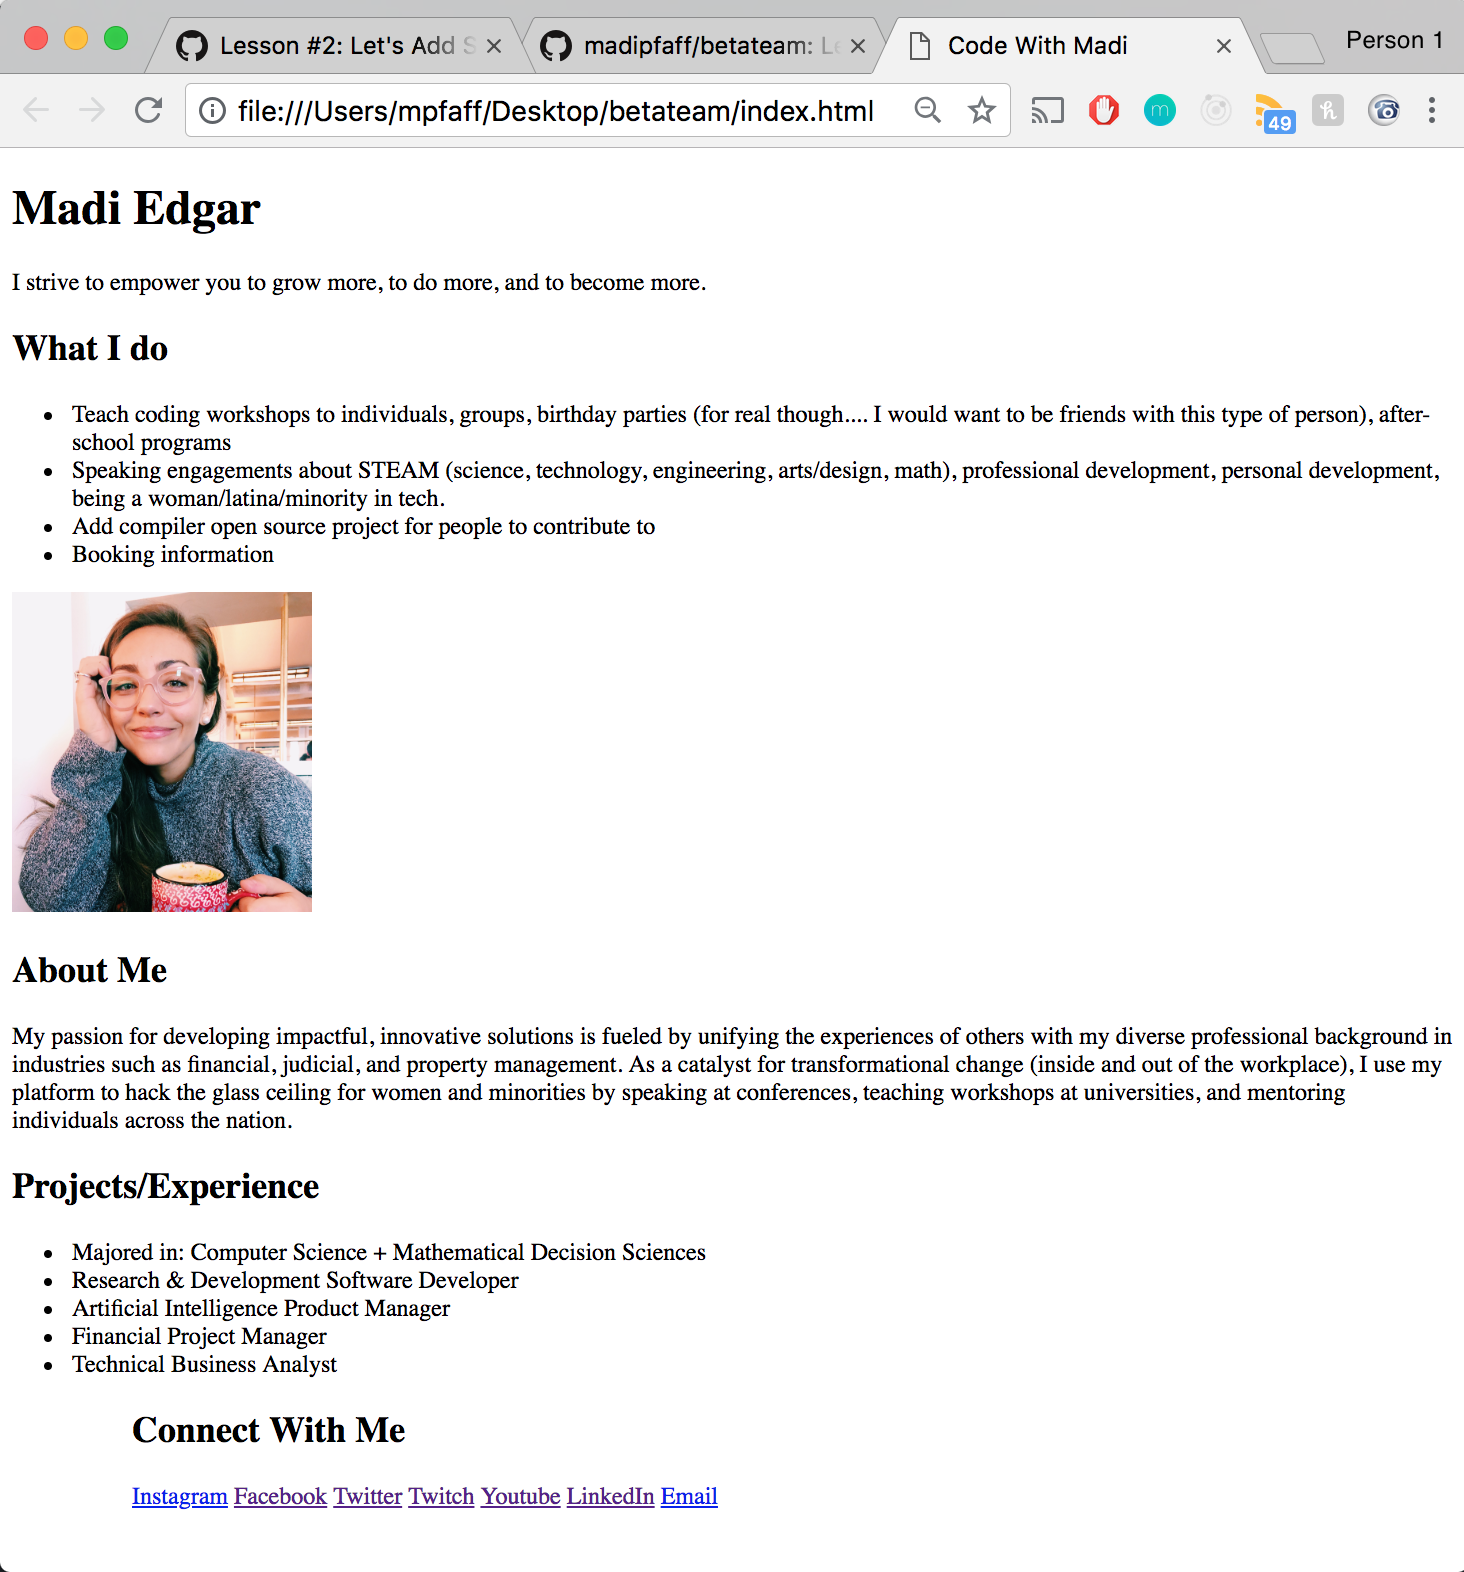 Lesson #2: Let's Add S
madipfaff/betateam: Le
Code With Madi
Person 1
file:///Users/mpfaff/Desktop/betateam/index.html
m
49
h
Madi Edgar
I strive to empower you to grow more, to do more, and to become more.
What I do
Teach coding workshops to individuals, groups, birthday parties (for real though.... I would want to be friends with this type of person), after-
school programs
Speaking engagements about STEAM (science, technology, engineering, arts/design, math), professional development, personal development,
being a woman/latina/minority in tech.
Add compiler open source project for people to contribute to
Booking information
About Me
My passion for developing impactful, innovative solutions is fueled by unifying the experiences of others with my diverse professional background in
industries such as financial, judicial, and property management. As a catalyst for transformational change (inside and out of the workplace), I use my
platform to hack the glass ceiling for women and minorities by speaking at conferences, teaching workshops at universities, and mentoring
individuals across the nation.
Projects/Experience
Majored in: Computer Science + Mathematical Decision Sciences
Research & Development Software Developer
Artificial Intelligence Product Manager
Financial Project Manager
Technical Business Analyst
Connect With Me
Instagram Facebook Twitter Twitch Youtube LinkedIn Email